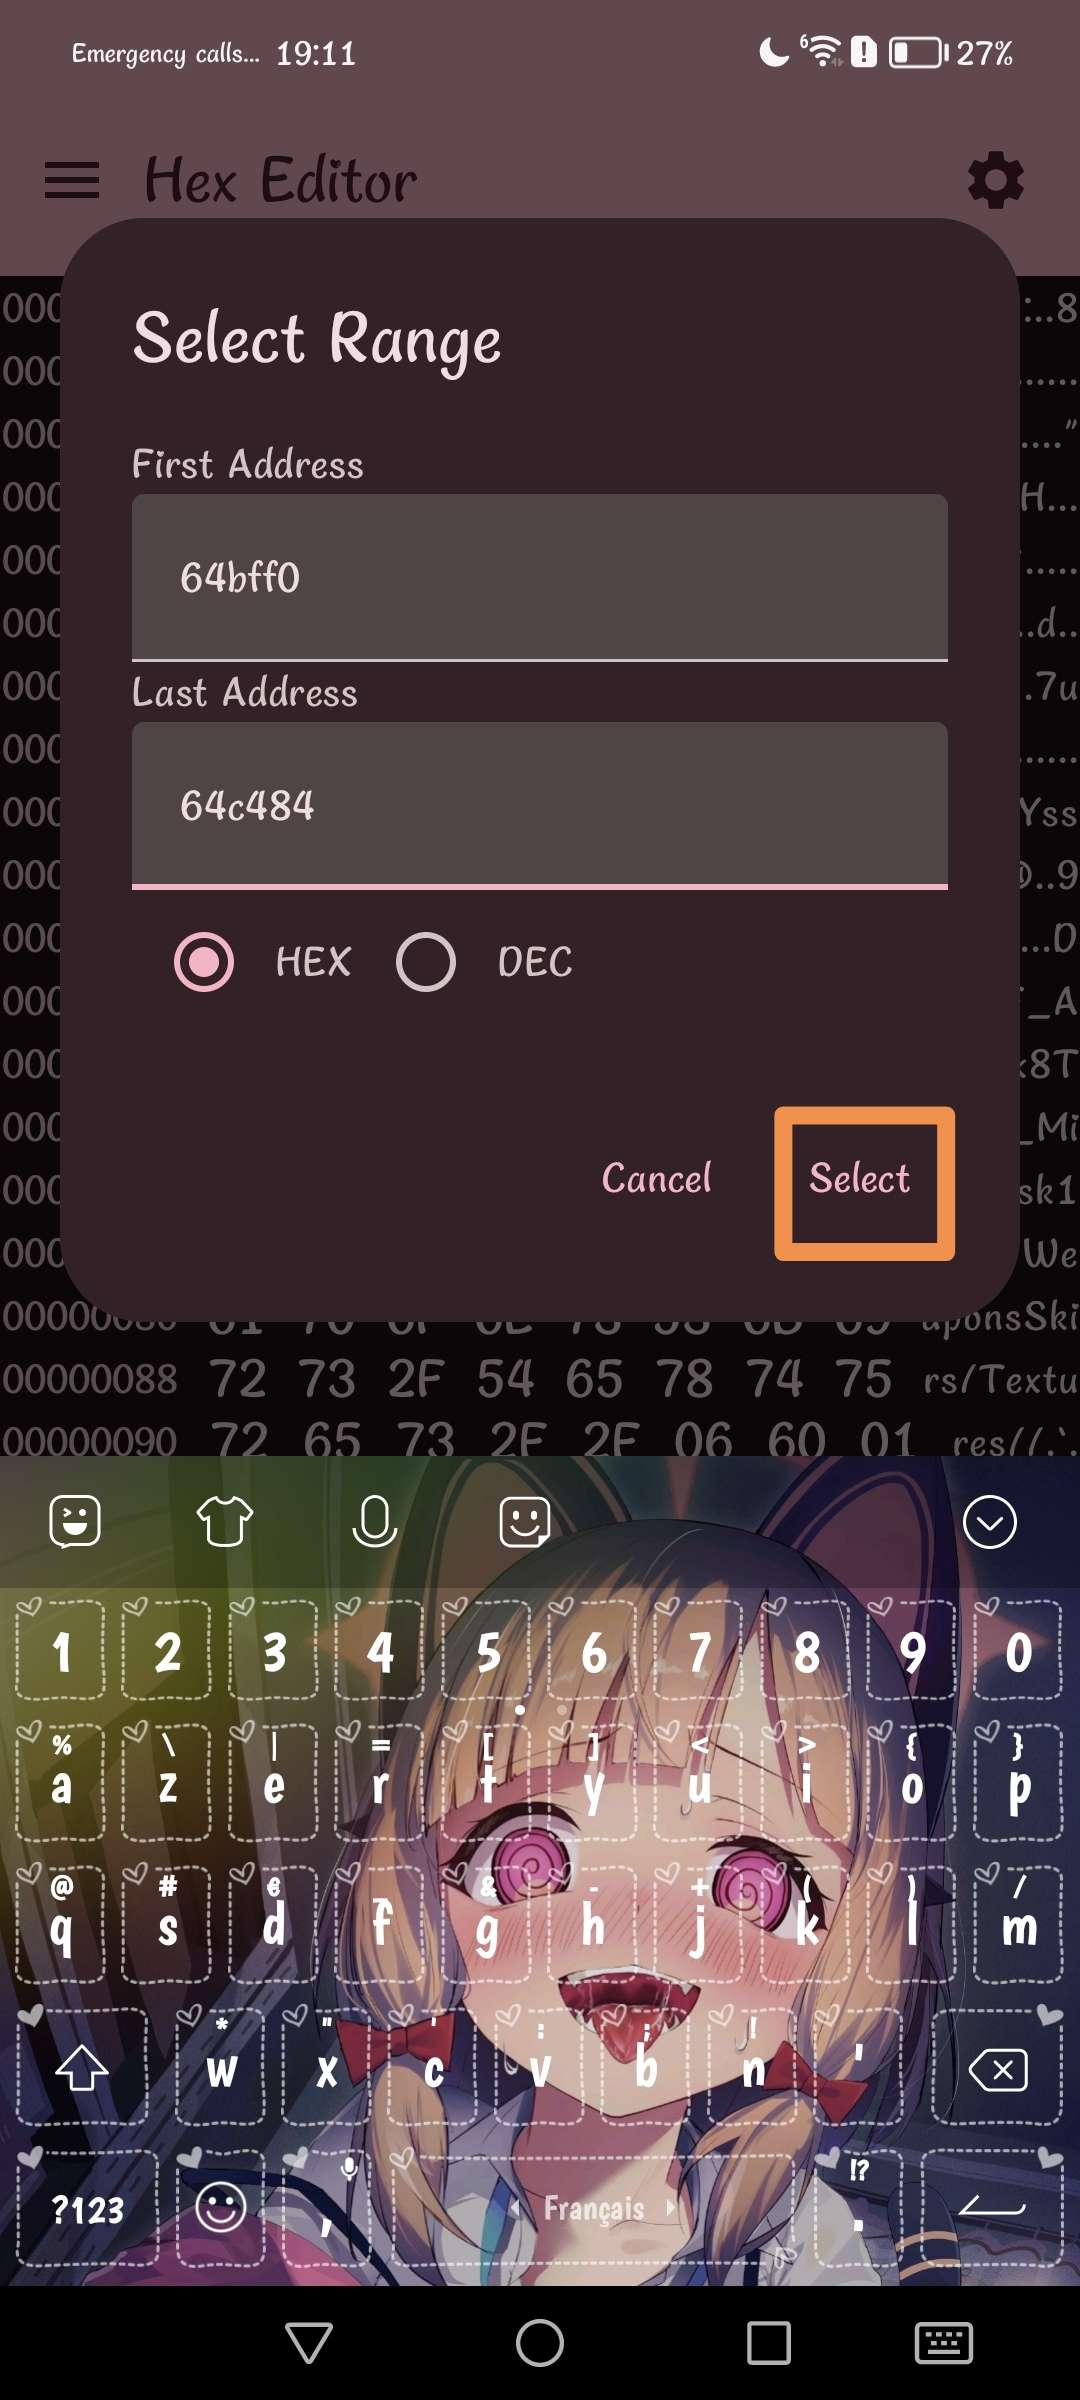 Emergency calls... 19:11 6 27%
Hex Editor
Select Range
First Address
64bff0
Last Address
64c484
HEX DEC
Cancel Select
000 :..8
000 ......
000 ...."
000 H...
000 .....
000 ..d..
000 .7u
000 ......
000 Yss
000 ..9
000 ...D
000 _A
000 8T
000 _Mi
000 sk1
000 We
aponsSki
00000088 72 73 2F 54 65 78 74 75 rs/Textu
00000090 72 65 73 2F 2F 06 60 01 res//.`.
1 2 3 4 5 6 7 8 9 0
% \ | = [ ] < > { }
a z e r t y u i o p
@ # € _ & - + ( ) /
q s d f g h j k l m
* " ' : ; !
w x c v b n '
!?
?123 , Français .